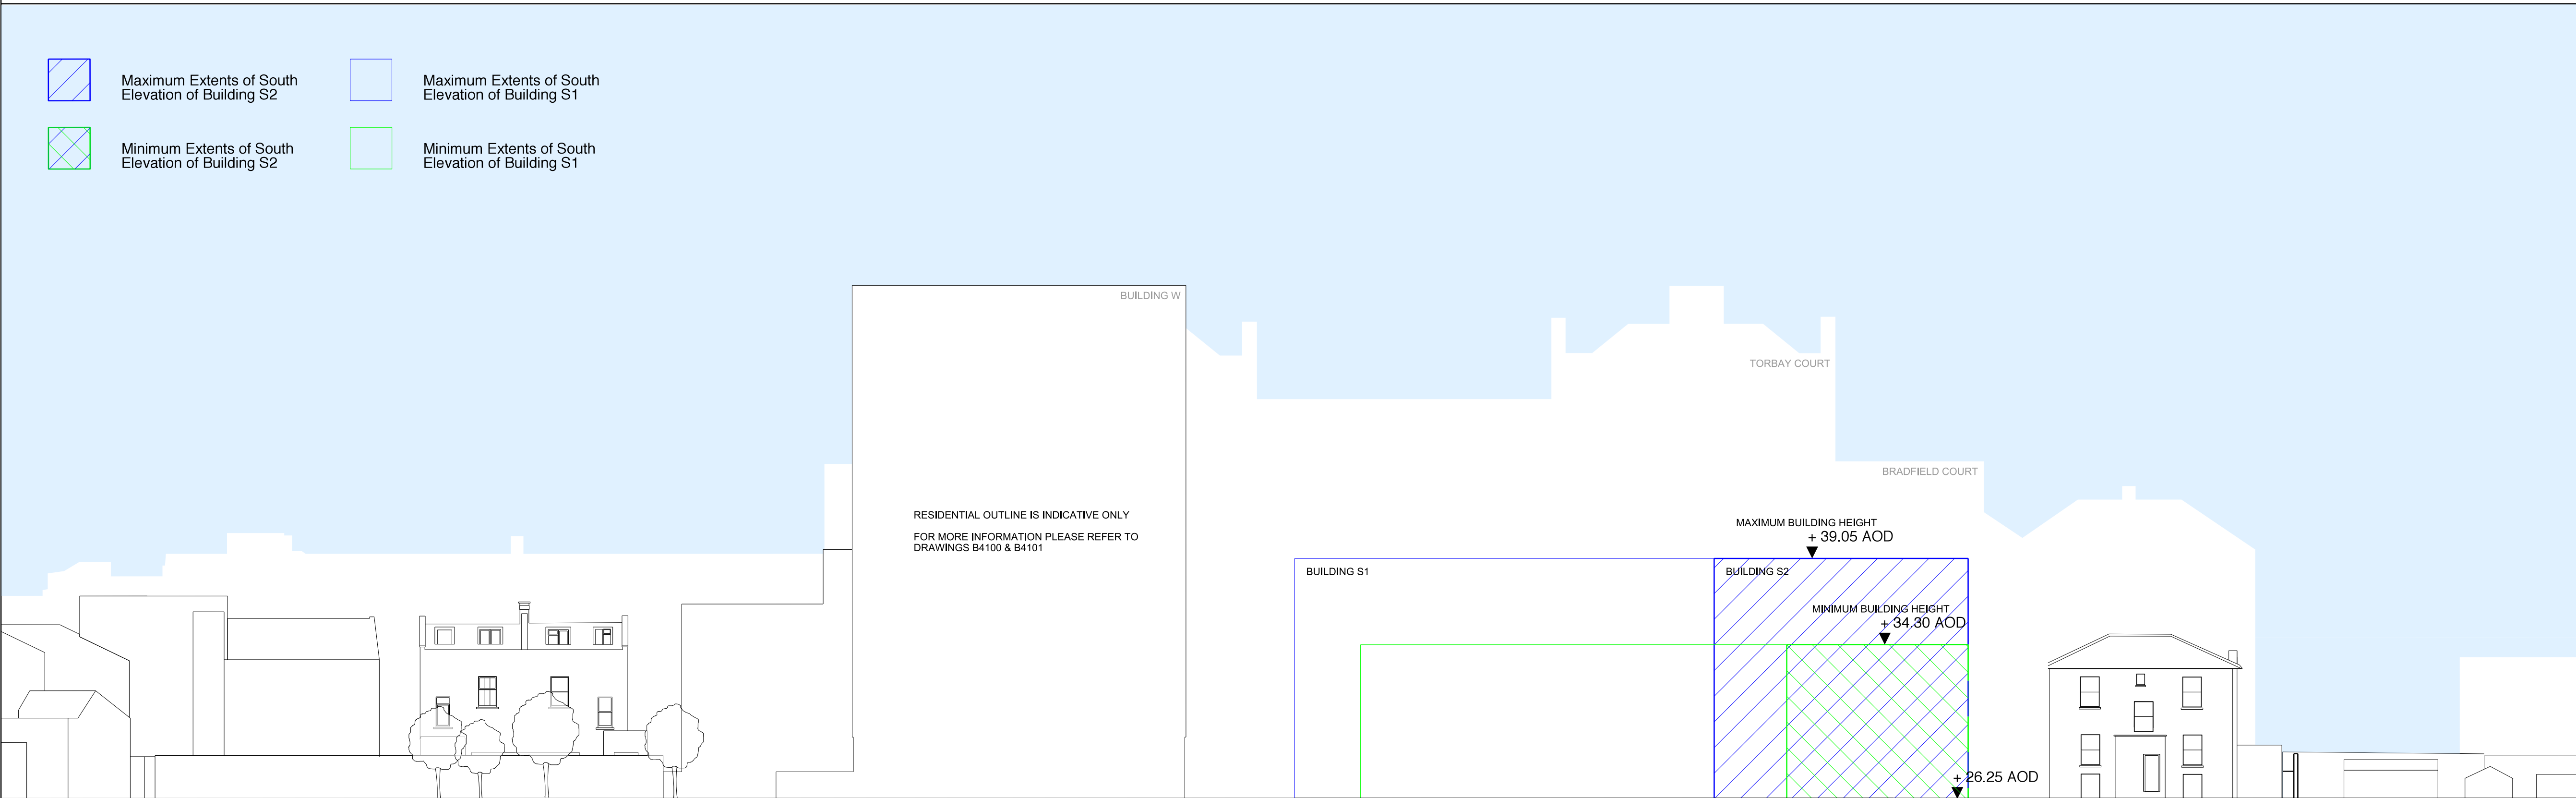 Maximum Extents of South
Elevation of Building S2
Maximum Extents of South
Elevation of Building S1
Minimum Extents of South
Elevation of Building S2
Minimum Extents of South
Elevation of Building S1
BUILDING W
TORBAY COURT
BRADFIELD COURT
RESIDENTIAL OUTLINE IS INDICATIVE ONLY
FOR MORE INFORMATION PLEASE REFER TO
DRAWINGS B4100 & B4101
MAXIMUM BUILDING HEIGHT
+ 39.05 AOD
BUILDING S1
BUILDING S2
MINIMUM BUILDING HEIGHT
+ 34.30 AOD
+ 26.25 AOD